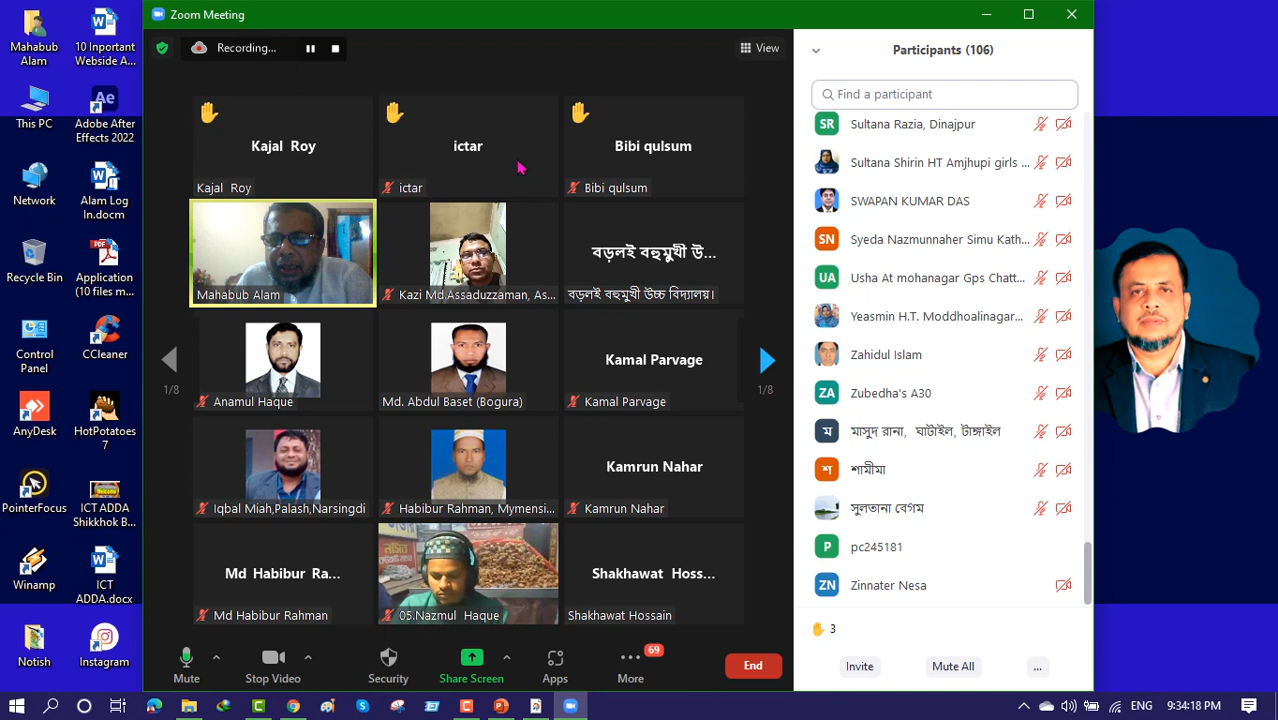 Mahabub
Alam
10 Inportant
Webside A...
This PC
Adobe After
Effects 2022
Network
Alam Log
In.docm
Recycle Bin
Application
(10 files m...
Control
Panel
CCleaner
AnyDesk
HotPotatoes
7
PointerFocus
ICT ADDA
Shikkhok B...
Winamp
ICT
ADDA.docx
Notish
Instagram
Zoom Meeting
Recording...
View
Kajal Roy
Kajal Roy
ictar
ictar
Bibi qulsum
Bibi qulsum
Mahabub Alam
Kazi Md.Assaduzzaman, As...
বড়লই বহুমুখী উ...
বড়লই বহুমুখী উচ্চ বিদ্যালয়।
1/8
Anamul Haque
Md. Abdul Baset (Bogura)
Kamal Parvage
Kamal Parvage
1/8
Iqbal Miah,Palash,Narsingdi
Habibur Rahman, Mymensi...
Kamrun Nahar
Kamrun Nahar
Md Habibur Ra...
Md Habibur Rahman
05.Nazmul Haque
Shakhawat Hoss...
Shakhawat Hossain
Mute
Stop Video
Security
Share Screen
Apps
69
More
End
Participants (106)
Find a participant
SR Sultana Razia, Dinajpur
Sultana Shirin HT Amjhupi girls ...
SWAPAN KUMAR DAS
SN Syeda Nazmunnaher Simu Kath...
UA Usha At mohanagar Gps Chatt...
Yeasmin H.T. Moddhoalinagar...
Zahidul Islam
ZA Zubedha's A30
ম মাসুদ রানা, ঘাটাইল, টাঙ্গাইল
শ শামীমা
সুলতানা বেগম
P pc245181
ZN Zinnater Nesa
3
Invite
Mute All
...
ENG
9:34:18 PM